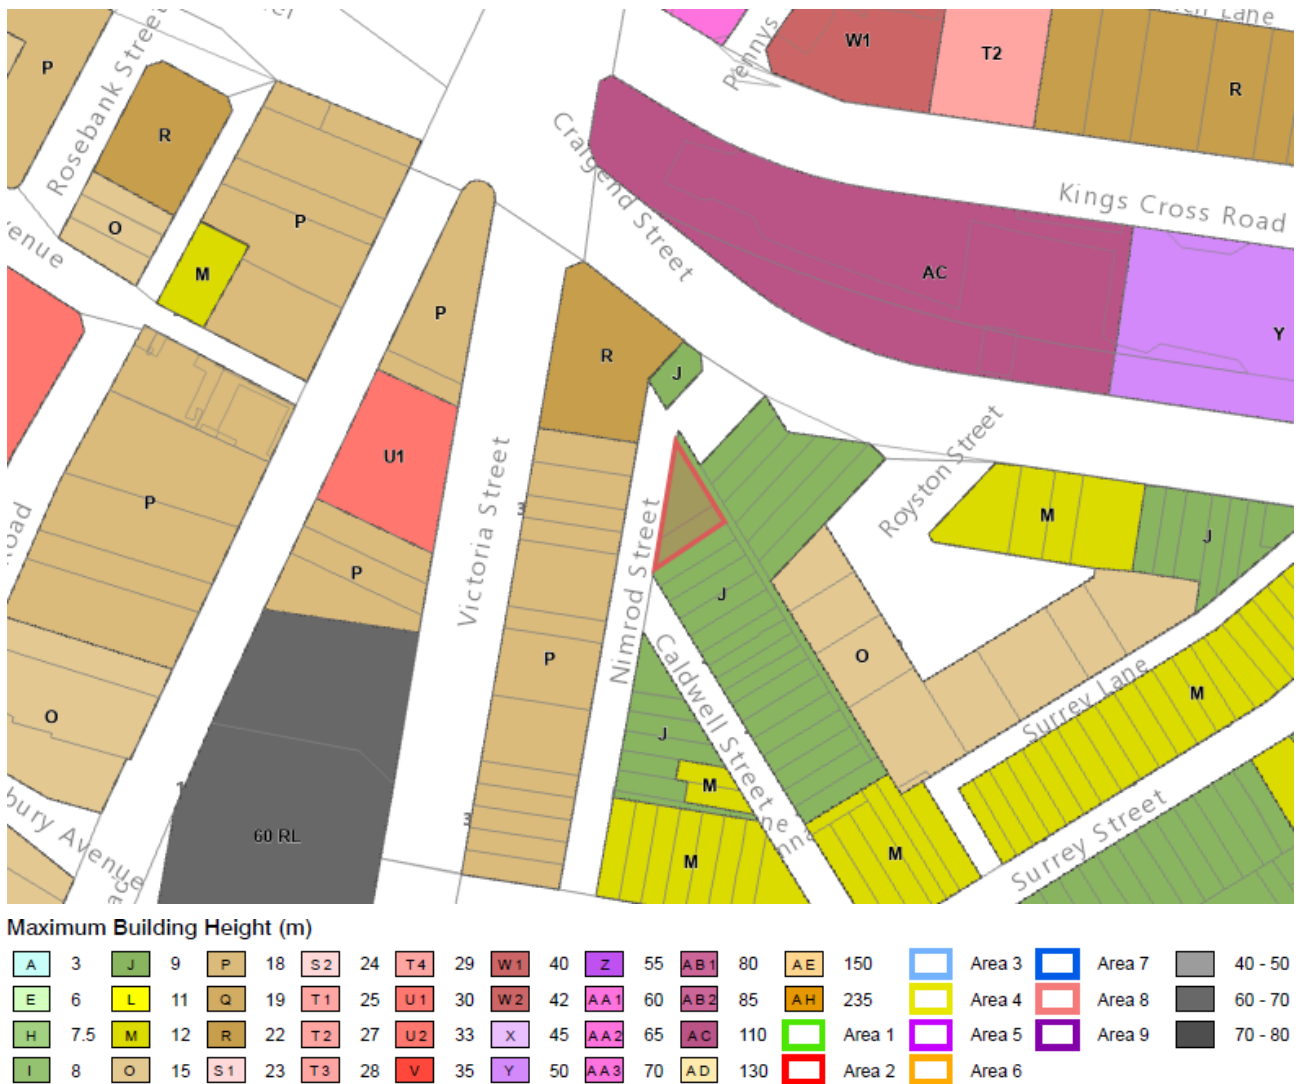 Rosebank Stree
Pennys
Lane
P
R
O
P
M
W1
T2
R
Craigend Street
Kings Cross Road
AC
Y
enue
P
R
J
U1
P
P
Victoria Street
Nimrod Street
J
Royston Street
M
J
oad
O
60 RL
P
Caldwell Street
J
M
M
O
Surrey Lane
M
M
Surrey Street
bury Avenue
Maximum Building Height (m)
A 3 J 9 P 18 S2 24 T4 29 W1 40 Z 55 AB1 80 AE 150 Area 3 Area 7 40 - 50
E 6 L 11 Q 19 T1 25 U1 30 W2 42 AA1 60 AB2 85 AH 235 Area 4 Area 8 60 - 70
H 7.5 M 12 R 22 T2 27 U2 33 X 45 AA2 65 AC 110 Area 1 Area 5 Area 9 70 - 80
I 8 O 15 S1 23 T3 28 V 35 Y 50 AA3 70 AD 130 Area 2 Area 6